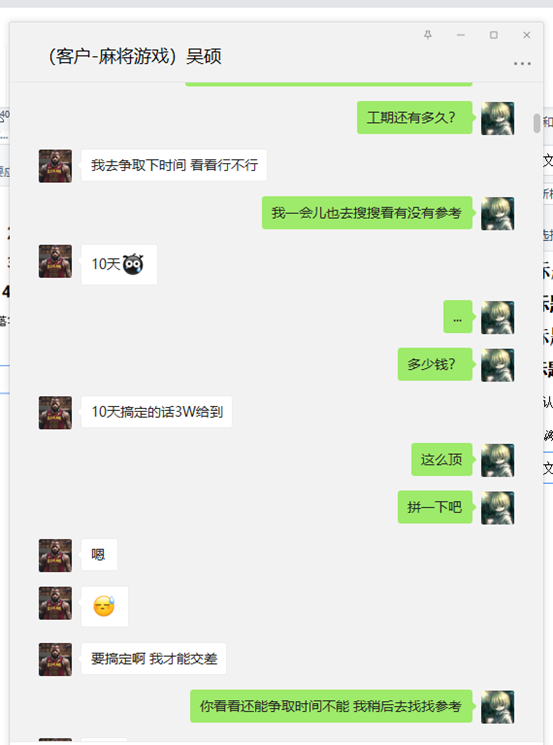 （客户-麻将游戏）吴硕
工期还有多久?
我去争取下时间 看看行不行
我一会儿也去搜搜看有没有参考
10天
...
多少钱?
10天搞定的话3W给到
这么顶
拼一下吧
嗯
要搞定啊 我才能交差
你看看还能争取时间不能 我稍后去找找参考